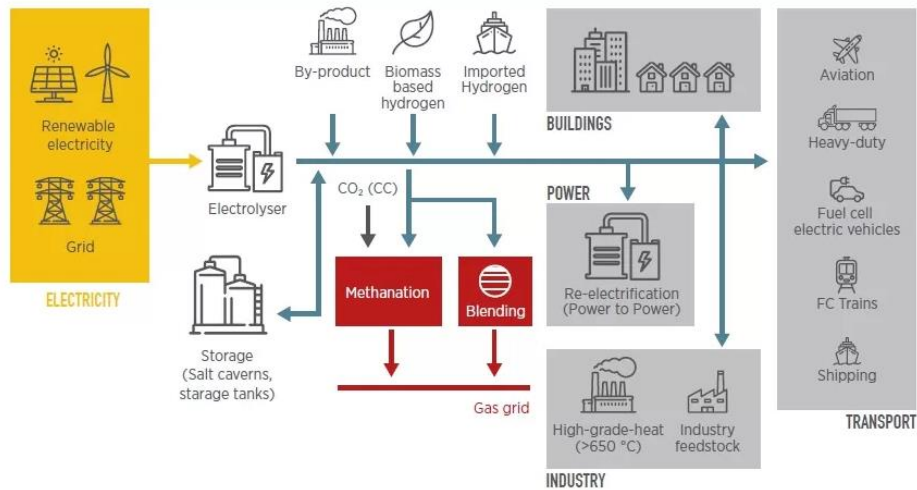 By-product
Biomass
based
hydrogen
Imported
Hydrogen
Renewable
electricity
Grid
ELECTRICITY
Electrolyser
Storage
(Salt caverns,
starage tanks)
CO₂ (CC)
Methanation
Blending
Gas grid
BUILDINGS
POWER
Re-electrification
(Power to Power)
High-grade-heat
(>650 °C)
Industry
feedstock
INDUSTRY
Aviation
Heavy-duty
Fuel cell
electric vehicles
FC Trains
Shipping
TRANSPORT